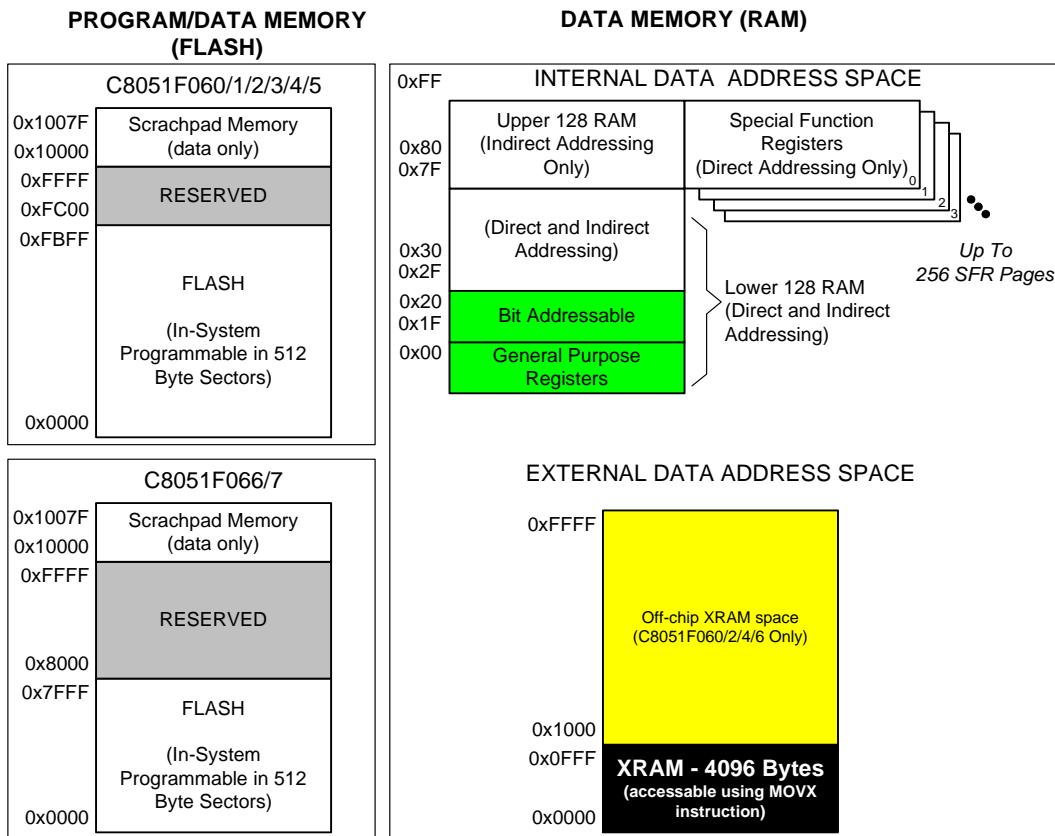 PROGRAM/DATA MEMORY
(FLASH)
C8051F060/1/2/3/4/5
0x1007F
0x10000
Scrachpad Memory
(data only)
0xFFFF
0xFC00
RESERVED
0xFBFF
FLASH
(In-System
Programmable in 512
Byte Sectors)
0x0000
C8051F066/7
0x1007F
0x10000
Scrachpad Memory
(data only)
0xFFFF
RESERVED
0x8000
0x7FFF
FLASH
(In-System
Programmable in 512
Byte Sectors)
0x0000
DATA MEMORY (RAM)
INTERNAL DATA ADDRESS SPACE
0xFF
Upper 128 RAM
(Indirect Addressing
Only)
0x80
0x7F
Special Function
Registers
(Direct Addressing Only)
0
1
2
3
Up To
256 SFR Pages
(Direct and Indirect
Addressing)
0x30
0x2F
Lower 128 RAM
(Direct and Indirect
Addressing)
0x20
0x1F
Bit Addressable
0x00
General Purpose
Registers
EXTERNAL DATA ADDRESS SPACE
0xFFFF
Off-chip XRAM space
(C8051F060/2/4/6 Only)
0x1000
0x0FFF
XRAM - 4096 Bytes
(accessable using MOVX
instruction)
0x0000